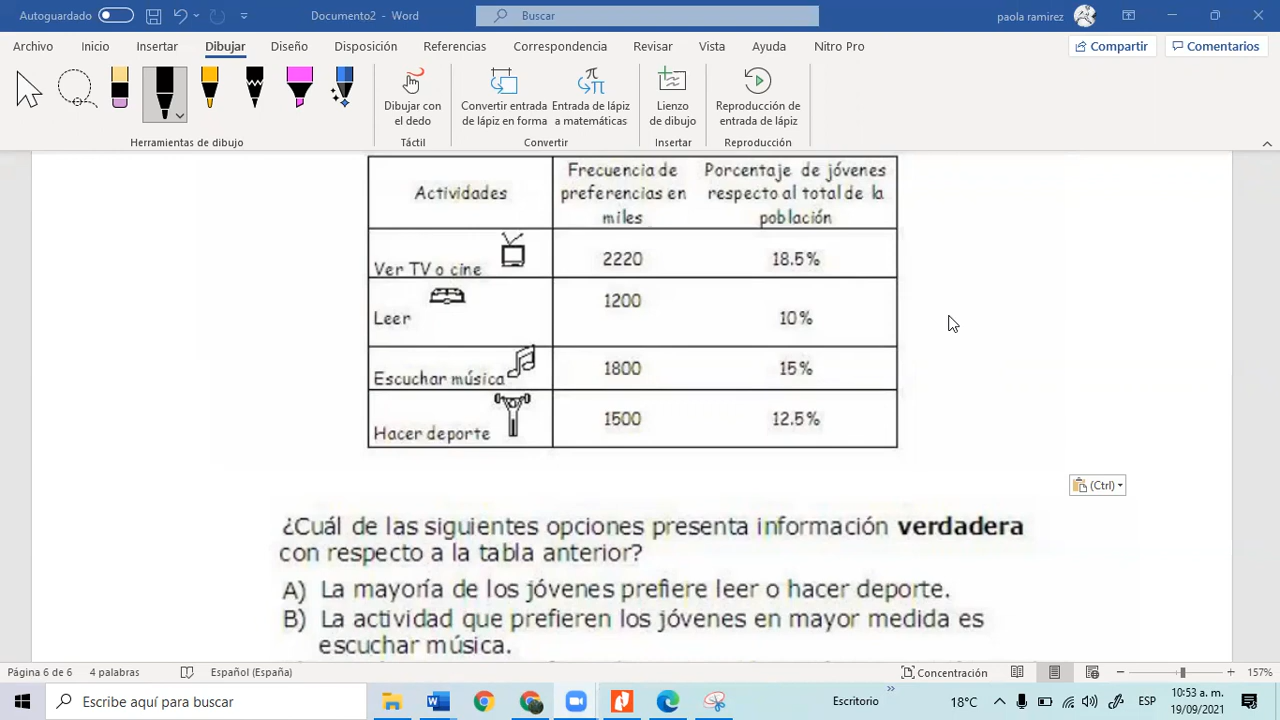 Autoguardado
Documento2 - Word
Buscar
paola ramirez
Archivo Inicio Insertar Dibujar Diseño Disposición Referencias Correspondencia Revisar Vista Ayuda Nitro Pro
Compartir
Comentarios
Dibujar con
el dedo
Convertir entrada
de lápiz en forma
Entrada de lápiz
a matemáticas
Lienzo
de dibujo
Reproducción de
entrada de lápiz
Herramientas de dibujo
Táctil
Convertir
Insertar
Reproducción
Actividades
Frecuencia de
preferencias en
miles
Porcentaje de jóvenes
respecto al total de la
población
Ver TV o cine 2220 18.5%
Leer 1200 10%
Escuchar música 1800 15%
Hacer deporte 1500 12.5%
(Ctrl)
¿Cuál de las siguientes opciones presenta información verdadera
con respecto a la tabla anterior?
A) La mayoría de los jóvenes prefiere leer o hacer deporte.
B) La actividad que prefieren los jóvenes en mayor medida es
escuchar música.
Página 6 de 6
4 palabras
Español (España)
Concentración
157%
Escribe aquí para buscar
Escritorio
18°C
ESP
10:53 a. m.
19/09/2021